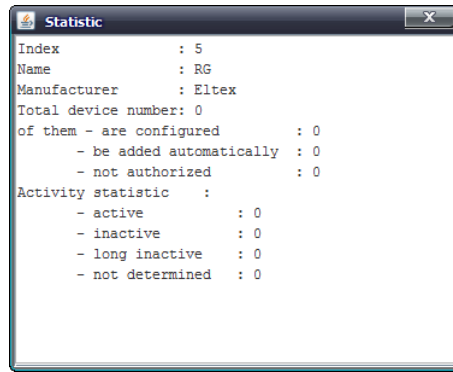 Statistic
Index : 5
Name : RG
Manufacturer : Eltex
Total device number: 0
of them - are configured : 0
- be added automatically : 0
- not authorized : 0
Activity statistic :
- active : 0
- inactive : 0
- long inactive : 0
- not determined : 0